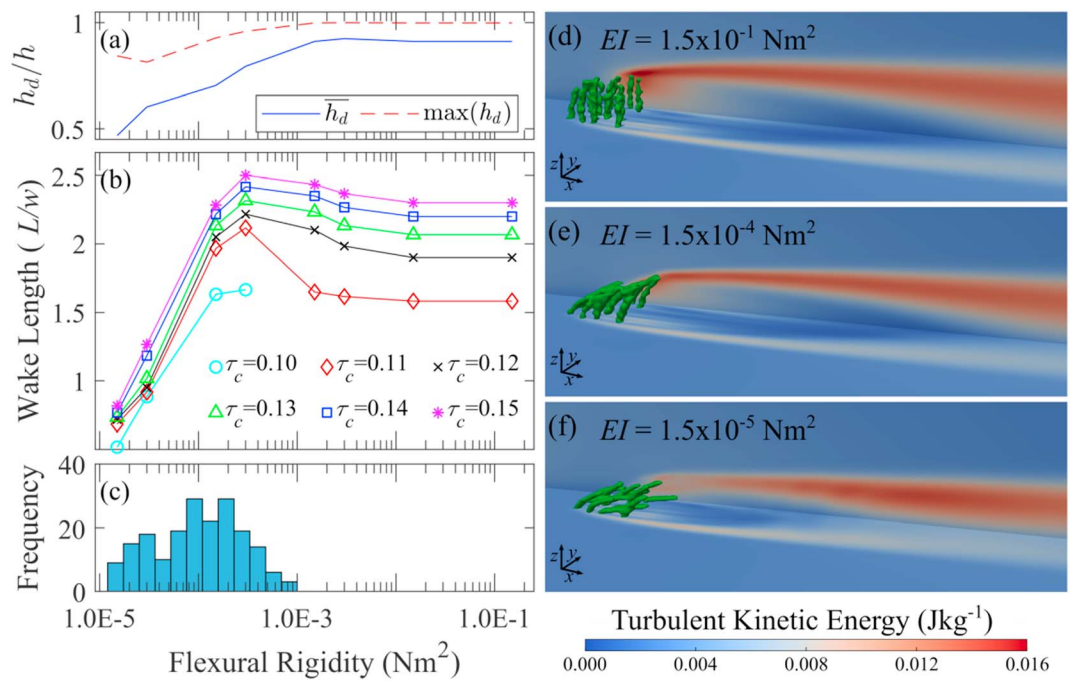 (a)
h_d/h
1
0.5
h̅_d̅ max(h_d)
(b)
Wake Length ( L/w)
2.5
2
1.5
1
τ_c=0.10 τ_c=0.11 τ_c=0.12
τ_c=0.13 τ_c=0.14 τ_c=0.15
(c)
Frequency
40
20
0
1.0E-5 1.0E-3 1.0E-1
Flexural Rigidity (Nm²)
(d) EI = 1.5x10⁻¹ Nm²
z y
x
(e) EI = 1.5x10⁻⁴ Nm²
z y
x
(f) EI = 1.5x10⁻⁵ Nm²
z y
x
Turbulent Kinetic Energy (Jkg⁻¹)
0.000 0.004 0.008 0.012 0.016